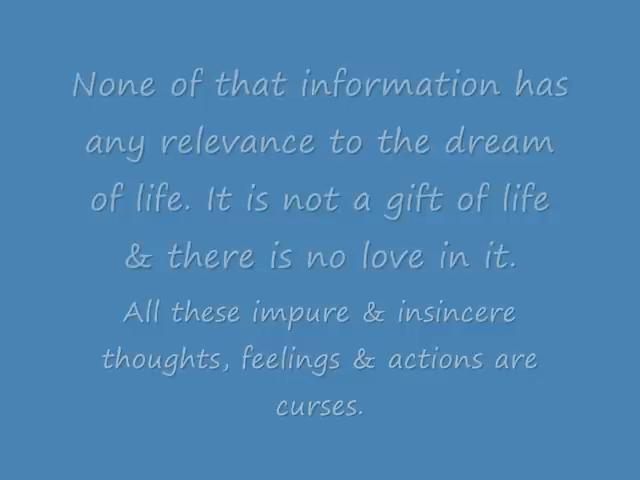 None of that information has
any relevance to the dream
of life. It is not a gift of life
& there is no love in it.
All these impure & insincere
thoughts, feelings & actions are
curses.